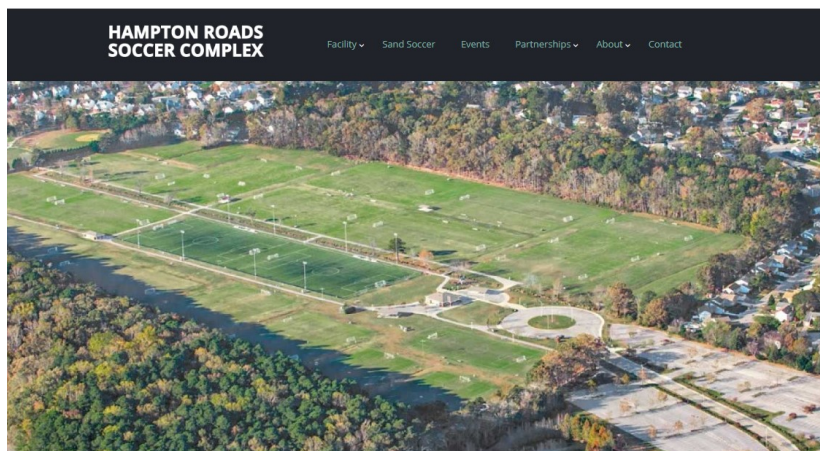 HAMPTON ROADS
SOCCER COMPLEX
Facility
Sand Soccer
Events
Partnerships
About
Contact